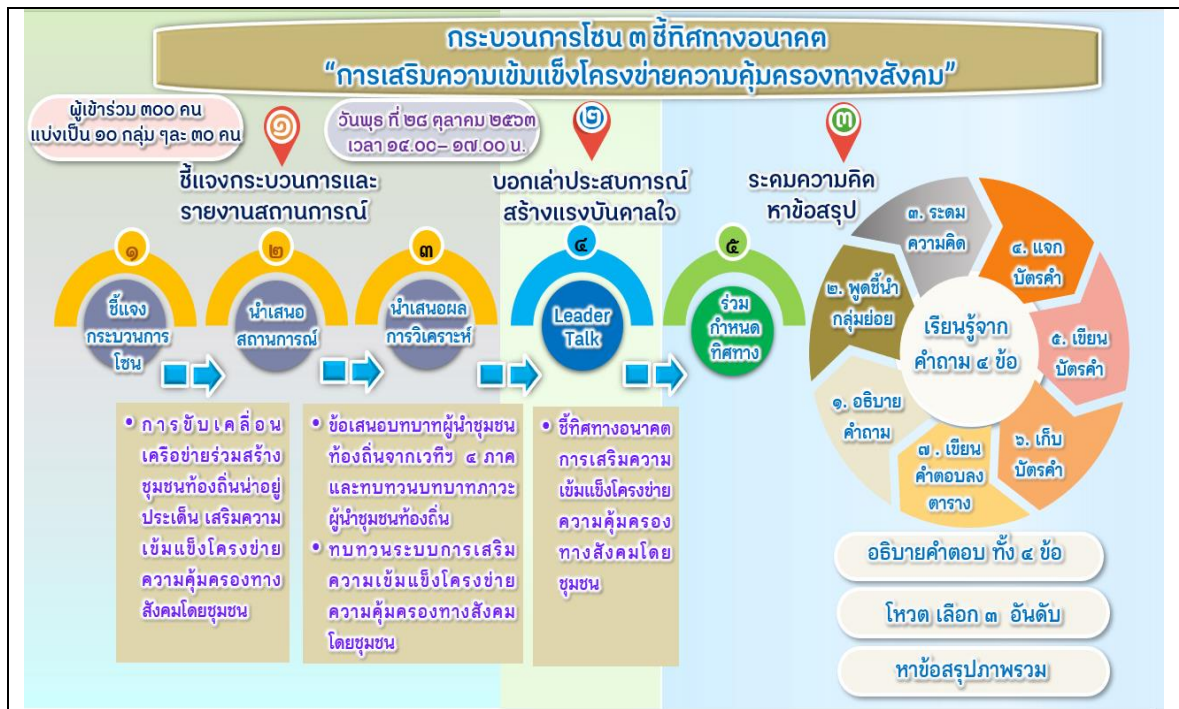 กระบวนการโซน ๓ ชี้ทิศทางอนาคต
“การเสริมความเข้มแข็งโครงข่ายความคุ้มครองทางสังคม”
ผู้เข้าร่วม ๓๐๐ คน
แบ่งเป็น ๑๐ กลุ่ม ๆละ ๓๐ คน
๑
วันพุธ ที่ ๒๘ ตุลาคม ๒๕๖๓
เวลา ๑๔.๐๐– ๑๗.๐๐ น.
ชี้แจงกระบวนการและ
รายงานสถานการณ์
๒
บอกเล่าประสบการณ์
สร้างแรงบันดาลใจ
๓
ระดมความคิด
หาข้อสรุป
๑
ชี้แจง
กระบวนการ
โซน
๒
นำเสนอ
สถานการณ์
๓
นำเสนอผล
การวิเคราะห์
๔
Leader
Talk
๕
ร่วม
กำหนด
ทิศทาง
• การขับเคลื่อน
เครือข่ายร่วมสร้าง
ชุมชนท้องถิ่นน่าอยู่
ประเด็น เสริมความ
เข้มแข็งโครงข่าย
ความคุ้มครองทาง
สังคมโดยชุมชน
• ข้อเสนอบทบาทผู้นำชุมชน
ท้องถิ่นจากเวทีฯ ๔ ภาค
และทบทวนบทบาทภาวะ
ผู้นำชุมชนท้องถิ่น
• ทบทวนระบบการเสริม
ความเข้มแข็งโครงข่าย
ความคุ้มครองทางสังคม
โดยชุมชน
• ชี้ทิศทางอนาคต
การเสริมความ
เข้มแข็งโครงข่าย
ความคุ้มครอง
ทางสังคมโดย
ชุมชน
เรียนรู้จาก
คำถาม ๔ ข้อ
๑. อธิบาย
คำถาม
๒. พูดชี้นำ
กลุ่มย่อย
๓. ระดม
ความคิด
๔. แจก
บัตรคำ
๕. เขียน
บัตรคำ
๖. เก็บ
บัตรคำ
๗ . เขียน
คำตอบลง
ตาราง
อธิบายคำตอบ ทั้ง ๔ ข้อ
โหวต เลือก ๓ อันดับ
หาข้อสรุปภาพรวม